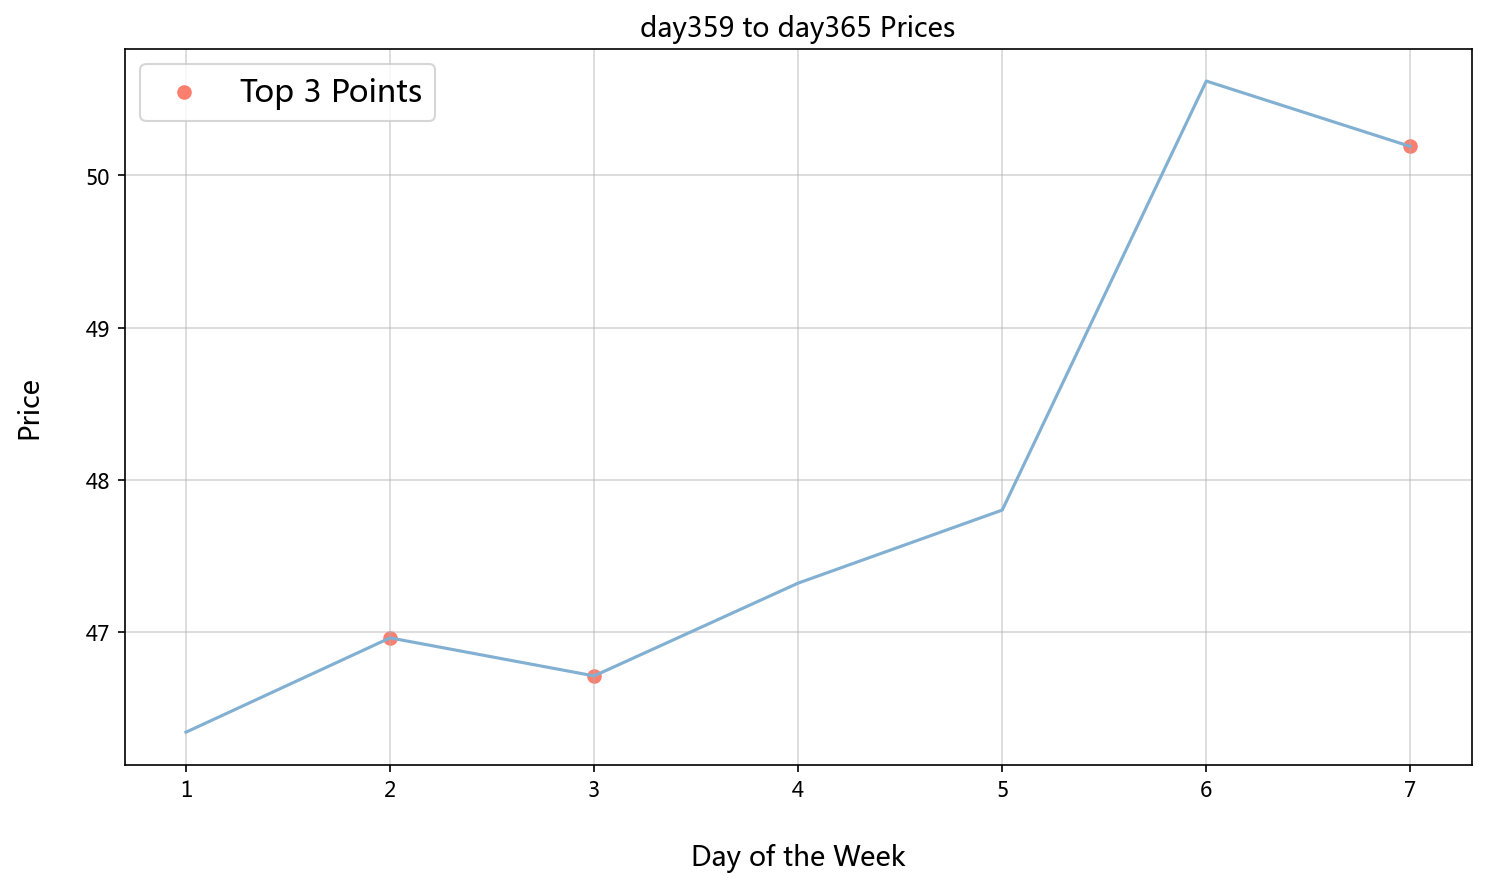 day359 to day365 Prices
Top 3 Points
50
49
48
47
Price
1 2 3 4 5 6 7
Day of the Week